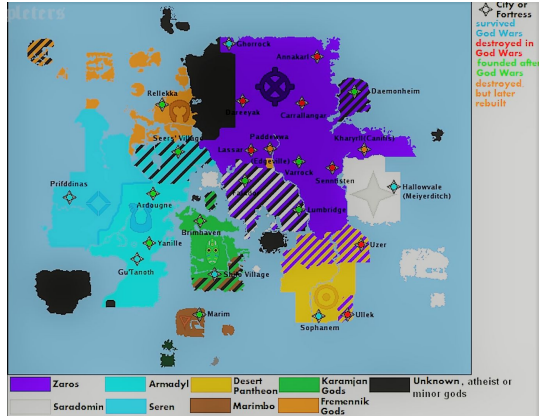 City or
Fortress
survived
God Wars
destroyed in
God Wars
founded after
God Wars
destroyed,
but later
rebuilt
Ghorrock
Annakarl
Daemonheim
Rellekka
Dareeyak
Carrallangar
Paddewwa
(Edgeville)
Lassar
Kharyrll(Canifis)
Seers' Village
Varrock
Senntisten
Prifddinas
Hallowvale
(Meiyerditch)
Ardougne
Lumbridge
Brimhaven
Yanille
Uzer
Gu'Tanoth
Shilo Village
Marim
Sophanem
Ullek
Zaros
Armadyl
Desert
Pantheon
Karamjan
Gods
Unknown, atheist or
minor gods
Saradomin
Seren
Marimbo
Fremennik
Gods